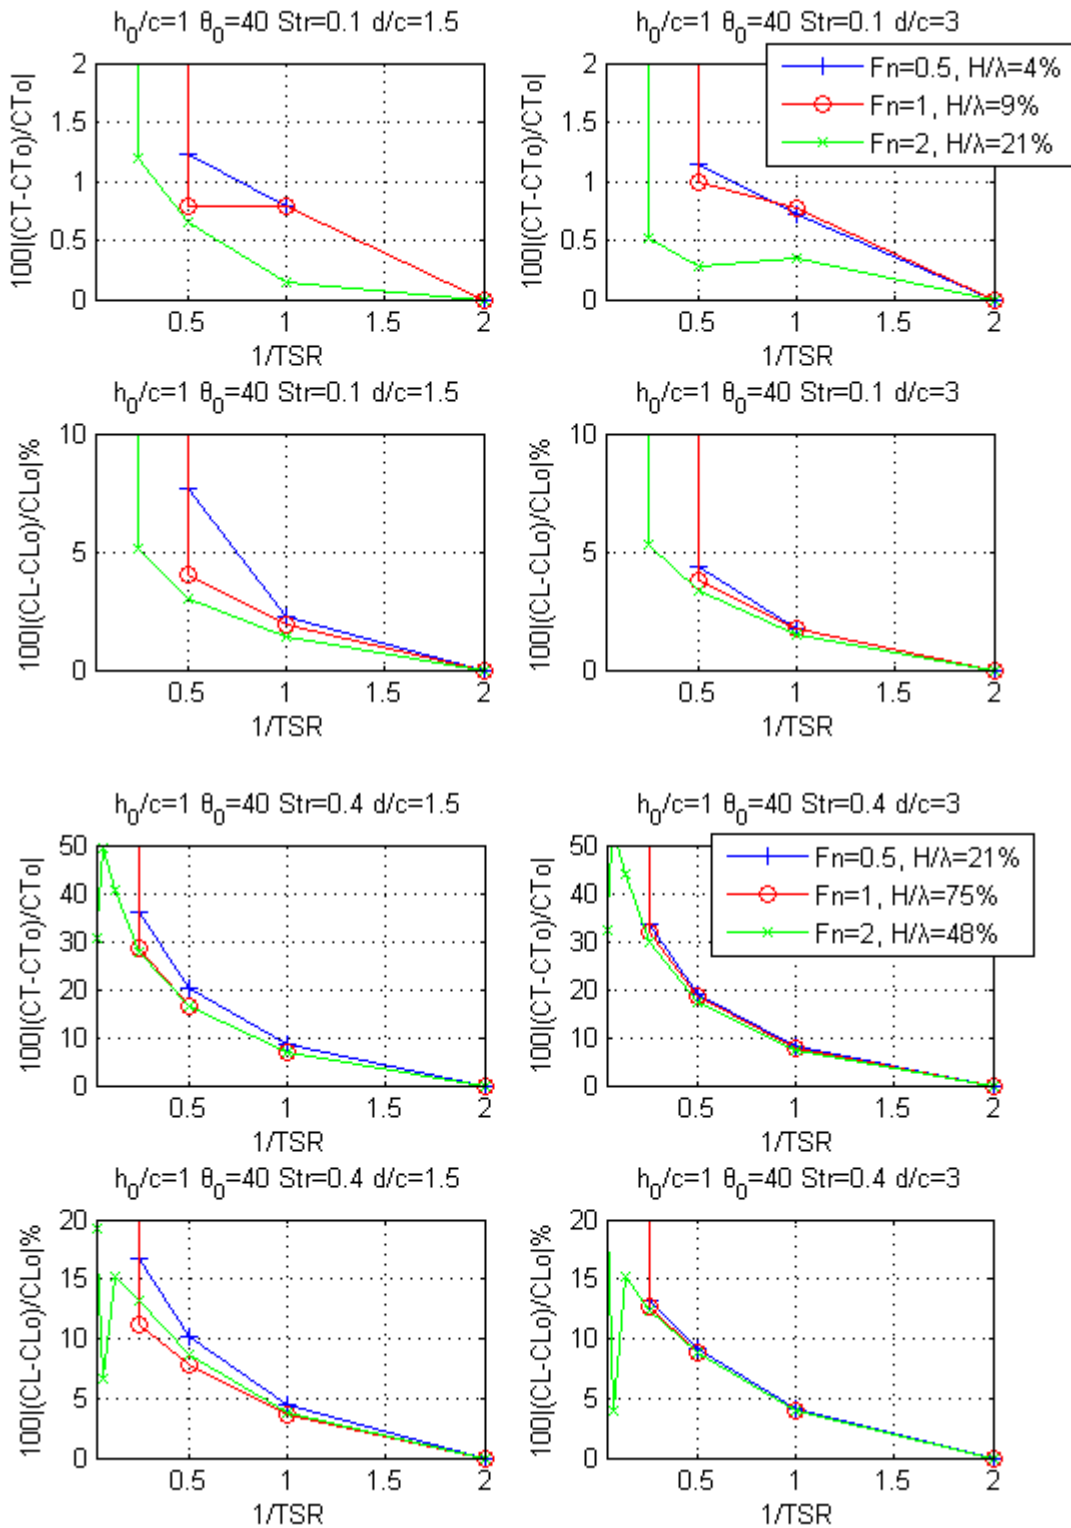 h₀/c=1 θ₀=40 Str=0.1 d/c=1.5
100|(CT-CTo)/CTo|
2
1.5
1
0.5
0
0.5 1 1.5 2
1/TSR
h₀/c=1 θ₀=40 Str=0.1 d/c=3
100|(CT-CTo)/CTo|
2
1.5
1
0.5
0
0.5 1 1.5 2
1/TSR
Fn=0.5, H/λ=4%
Fn=1, H/λ=9%
Fn=2, H/λ=21%
h₀/c=1 θ₀=40 Str=0.1 d/c=1.5
100|(CL-CLo)/CLo|%
10
5
0
0.5 1 1.5 2
1/TSR
h₀/c=1 θ₀=40 Str=0.1 d/c=3
100|(CL-CLo)/CLo|%
10
5
0
0.5 1 1.5 2
1/TSR
h₀/c=1 θ₀=40 Str=0.4 d/c=1.5
100|(CT-CTo)/CTo|
50
40
30
20
10
0
0.5 1 1.5 2
1/TSR
h₀/c=1 θ₀=40 Str=0.4 d/c=3
100|(CT-CTo)/CTo|
50
40
30
20
10
0
0.5 1 1.5 2
1/TSR
Fn=0.5, H/λ=21%
Fn=1, H/λ=75%
Fn=2, H/λ=48%
h₀/c=1 θ₀=40 Str=0.4 d/c=1.5
100|(CL-CLo)/CLo|%
20
15
10
5
0
0.5 1 1.5 2
1/TSR
h₀/c=1 θ₀=40 Str=0.4 d/c=3
100|(CL-CLo)/CLo|%
20
15
10
5
0
0.5 1 1.5 2
1/TSR